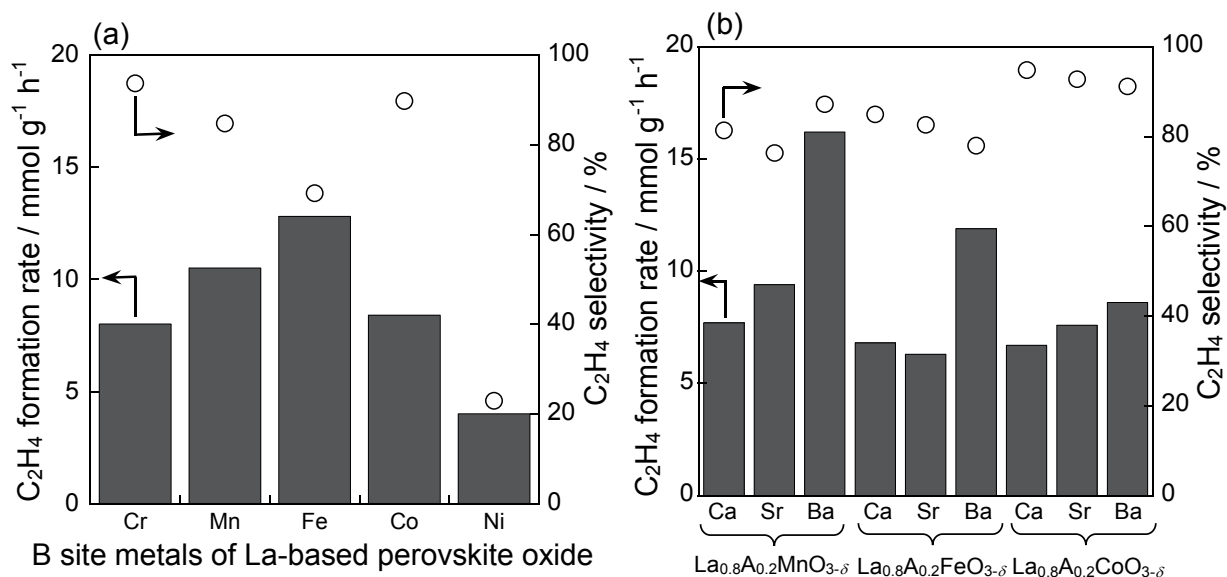 (a)
20
15
10
5
0
C₂H₄ formation rate / mmol g⁻¹ h⁻¹
100
80
60
40
20
0
C₂H₄ selectivity / %
Cr Mn Fe Co Ni
B site metals of La-based perovskite oxide
(b)
20
15
10
5
0
C₂H₄ formation rate / mmol g⁻¹ h⁻¹
100
80
60
40
20
0
C₂H₄ selectivity / %
Ca Sr Ba Ca Sr Ba Ca Sr Ba
La₀.₈A₀.₂MnO₃₋δ La₀.₈A₀.₂FeO₃₋δ La₀.₈A₀.₂CoO₃₋δ